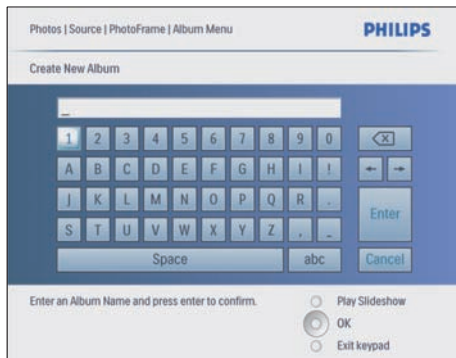 Photos | Source | PhotoFrame | Album Menu PHILIPS
Create New Album
_
1 2 3 4 5 6 7 8 9 0
A B C D E F G H I !
J K L M N O P Q R .
Enter
S T U V W X Y Z , _
Space abc Cancel
Enter an Album Name and press enter to confirm. Play Slideshow
OK
Exit keypad